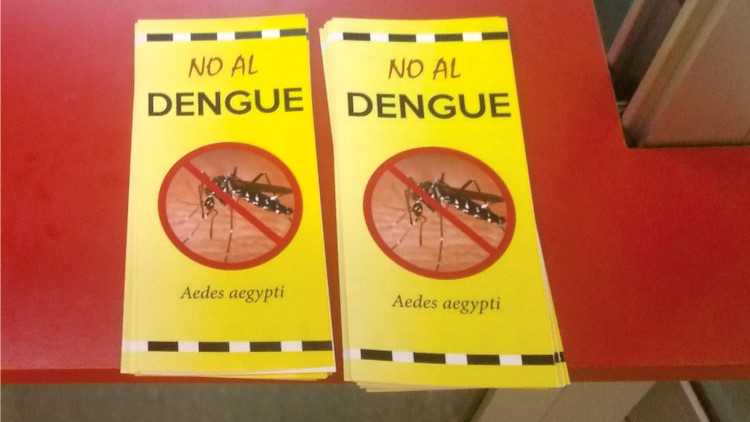 NO AL
DENGUE
Aedes aegypti
NO AL
DENGUE
Aedes aegypti